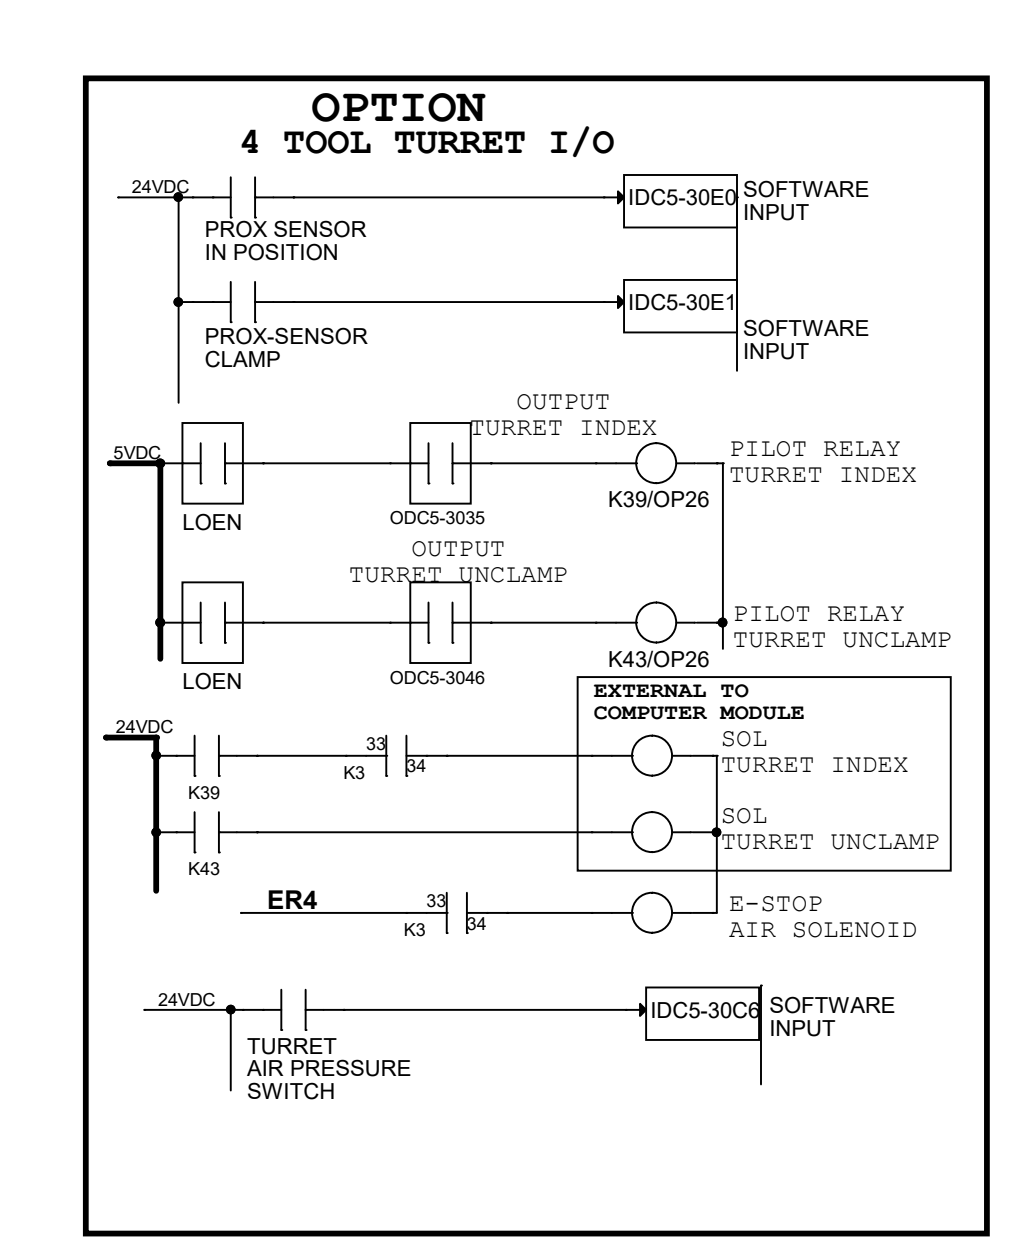 OPTION
4 TOOL TURRET I/O
24VDC
IDC5-30E0
SOFTWARE
INPUT
PROX SENSOR
IN POSITION
IDC5-30E1
SOFTWARE
INPUT
PROX-SENSOR
CLAMP
OUTPUT
TURRET INDEX
5VDC
PILOT RELAY
TURRET INDEX
K39/OP26
LOEN
ODC5-3035
OUTPUT
TURRET UNCLAMP
PILOT RELAY
TURRET UNCLAMP
K43/OP26
LOEN
ODC5-3046
EXTERNAL TO
COMPUTER MODULE
24VDC
SOL
TURRET INDEX
33
34
K3
K39
SOL
TURRET UNCLAMP
K43
ER4
33
34
K3
E-STOP
AIR SOLENOID
24VDC
IDC5-30C6
SOFTWARE
INPUT
TURRET
AIR PRESSURE
SWITCH